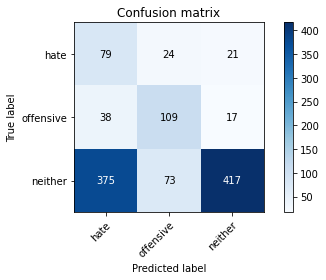 Confusion matrix
True label
hate 79 24 21
offensive 38 109 17
neither 375 73 417
hate offensive neither
Predicted label
400
350
300
250
200
150
100
50